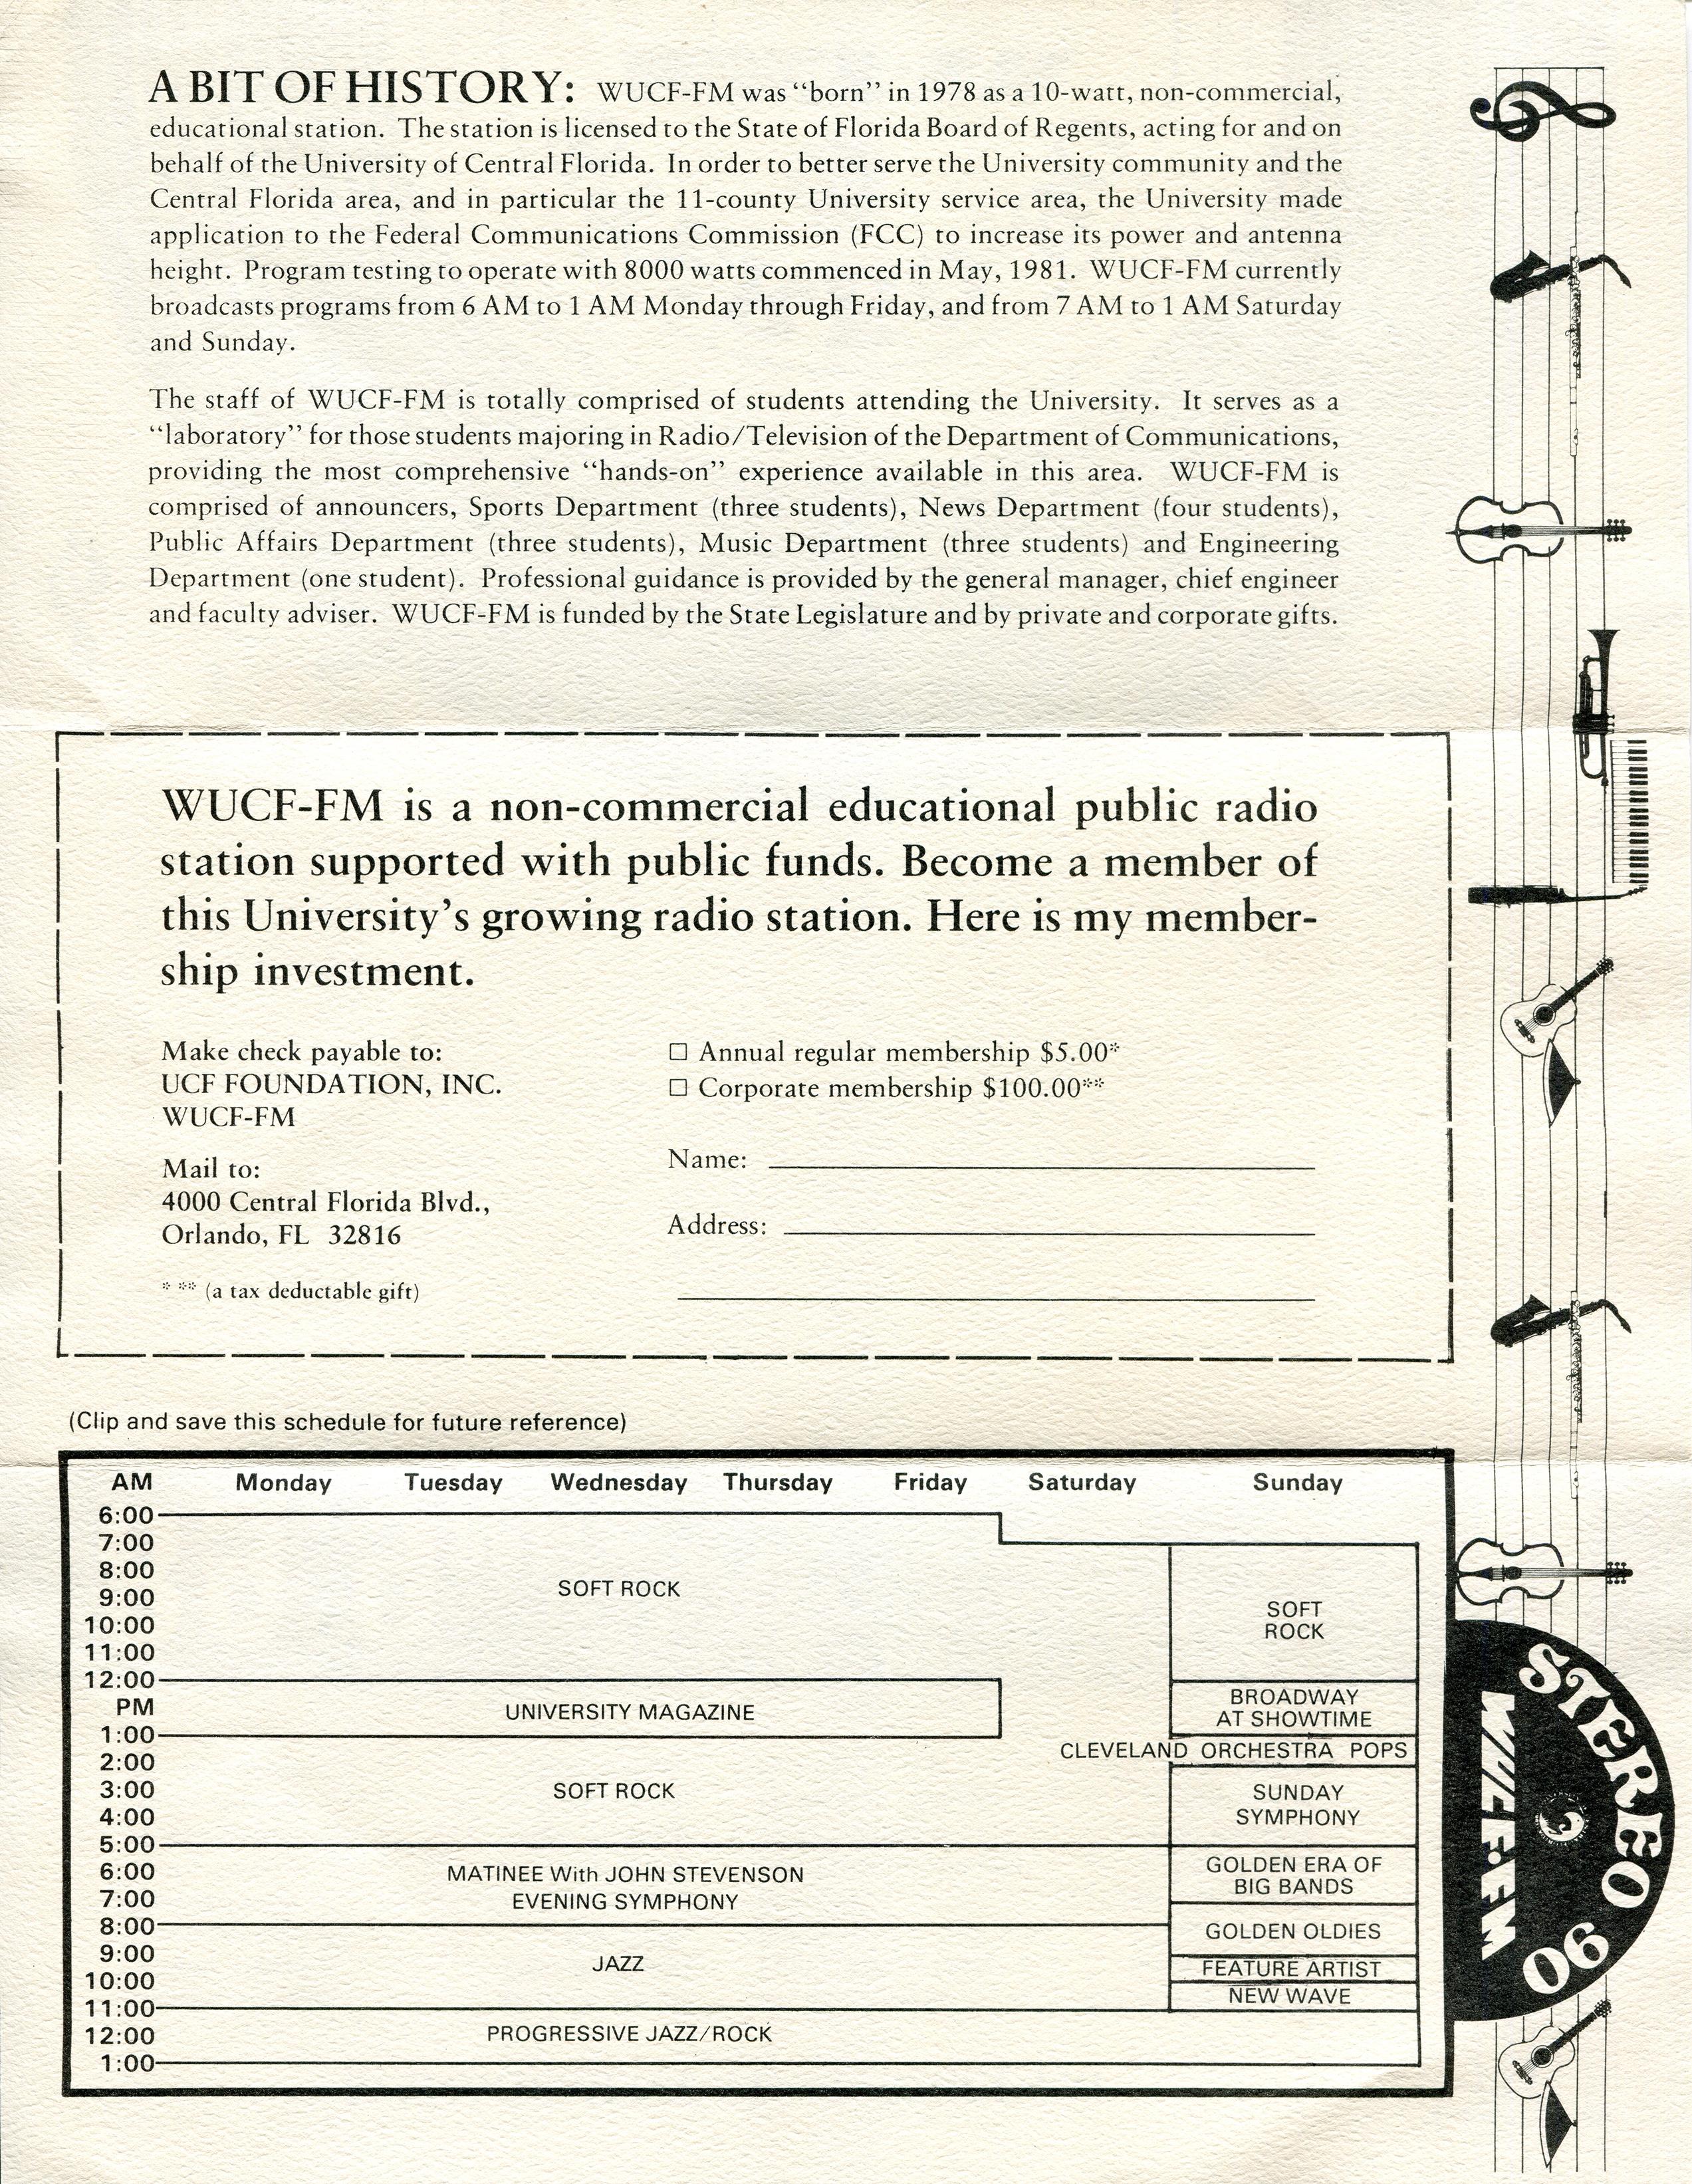 A BIT OF HISTORY: WUCF-FM was “born” in 1978 as a 10-watt, non-commercial,
educational station. The station is licensed to the State of Florida Board of Regents, acting for and on
behalf of the University of Central Florida. In order to better serve the University community and the
Central Florida area, and in particular the 11-county University service area, the University made
application to the Federal Communications Commission (FCC) to increase its power and antenna
height. Program testing to operate with 8000 watts commenced in May, 1981. WUCF-FM currently
broadcasts programs from 6 AM to 1 AM Monday through Friday, and from 7 AM to 1 AM Saturday
and Sunday.
The staff of WUCF-FM is totally comprised of students attending the University. It serves as a
“laboratory” for those students majoring in Radio/Television of the Department of Communications,
providing the most comprehensive “hands-on” experience available in this area. WUCF-FM is
comprised of announcers, Sports Department (three students), News Department (four students),
Public Affairs Department (three students), Music Department (three students) and Engineering
Department (one student). Professional guidance is provided by the general manager, chief engineer
and faculty adviser. WUCF-FM is funded by the State Legislature and by private and corporate gifts.
WUCF-FM is a non-commercial educational public radio
station supported with public funds. Become a member of
this University’s growing radio station. Here is my member-
ship investment.
Make check payable to:
UCF FOUNDATION, INC.
WUCF-FM
Mail to:
4000 Central Florida Blvd.,
Orlando, FL 32816
* ** (a tax deductable gift)
□ Annual regular membership $5.00*
□ Corporate membership $100.00**
Name:
Address:
(Clip and save this schedule for future reference)
AM Monday Tuesday Wednesday Thursday Friday Saturday Sunday
6:00
7:00
8:00
9:00
10:00
11:00
12:00
PM
1:00
2:00
3:00
4:00
5:00
6:00
7:00
8:00
9:00
10:00
11:00
12:00
1:00
SOFT ROCK
UNIVERSITY MAGAZINE
SOFT ROCK
MATINEE With JOHN STEVENSON
EVENING SYMPHONY
JAZZ
PROGRESSIVE JAZZ/ROCK
SOFT
ROCK
BROADWAY
AT SHOWTIME
CLEVELAND ORCHESTRA POPS
SUNDAY
SYMPHONY
GOLDEN ERA OF
BIG BANDS
GOLDEN OLDIES
FEATURE ARTIST
NEW WAVE
STEREO 90
WUCF·FM